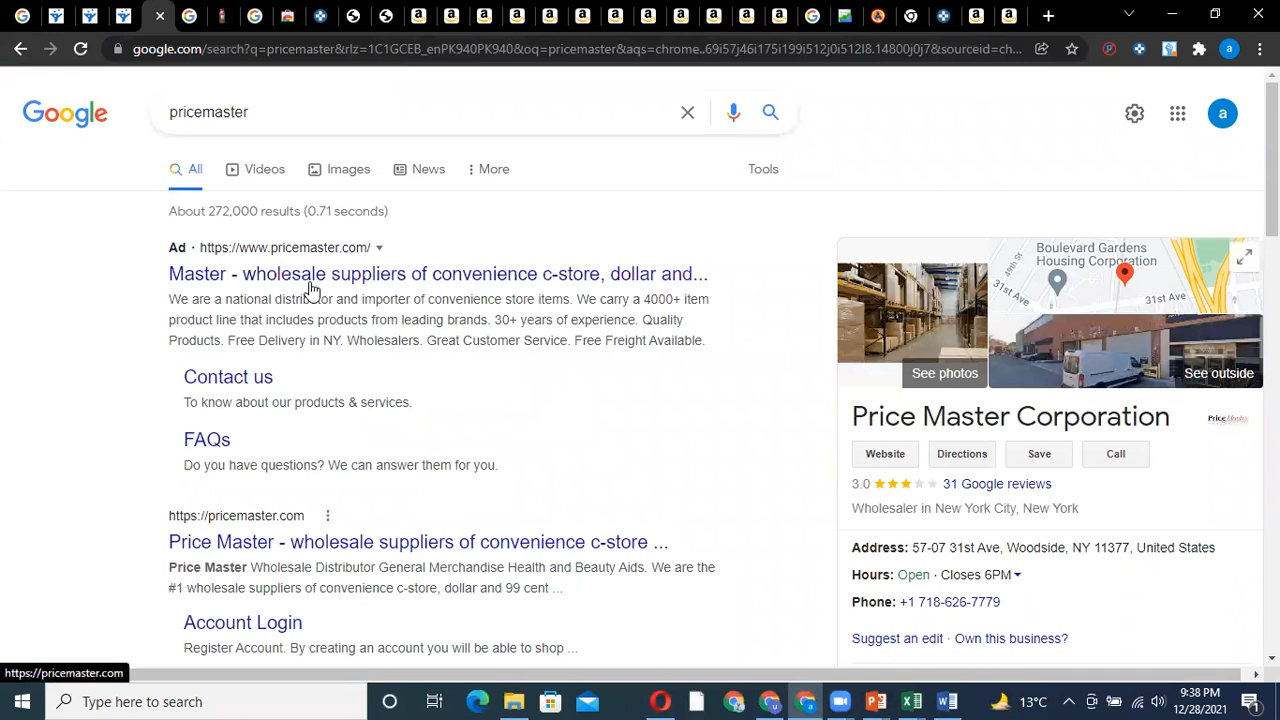 google.com/search?q=pricemaster&rlz=1C1GCEB_enPK940PK940&oq=pricemaster&aqs=chrome..69i57j46i175i199i512j0i512l8.14800j0j7&sourceid=ch...
a
Google
pricemaster
a
All
Videos
Images
News
More
Tools
About 272,000 results (0.71 seconds)
Ad · https://www.pricemaster.com/
Master - wholesale suppliers of convenience c-store, dollar and...
We are a national distributor and importer of convenience store items. We carry a 4000+ item
product line that includes products from leading brands. 30+ years of experience. Quality
Products. Free Delivery in NY. Wholesalers. Great Customer Service. Free Freight Available.
Contact us
To know about our products & services.
FAQs
Do you have questions? We can answer them for you.
https://pricemaster.com
Price Master - wholesale suppliers of convenience c-store ...
Price Master Wholesale Distributor General Merchandise Health and Beauty Aids. We are the
#1 wholesale suppliers of convenience c-store, dollar and 99 cent ...
Account Login
Register Account. By creating an account you will be able to shop ...
Boulevard Gardens
Housing Corporation
49th St
31st Ave
31st Ave
31st Ave
See photos
See outside
Price Master Corporation
PriceMaster
Website
Directions
Save
Call
3.0
31 Google reviews
Wholesaler in New York City, New York
Address: 57-07 31st Ave, Woodside, NY 11377, United States
Hours: Open · Closes 6PM
Phone: +1 718-626-7779
Suggest an edit · Own this business?
https://pricemaster.com
Type here to search
13°C
9:38 PM
12/28/2021